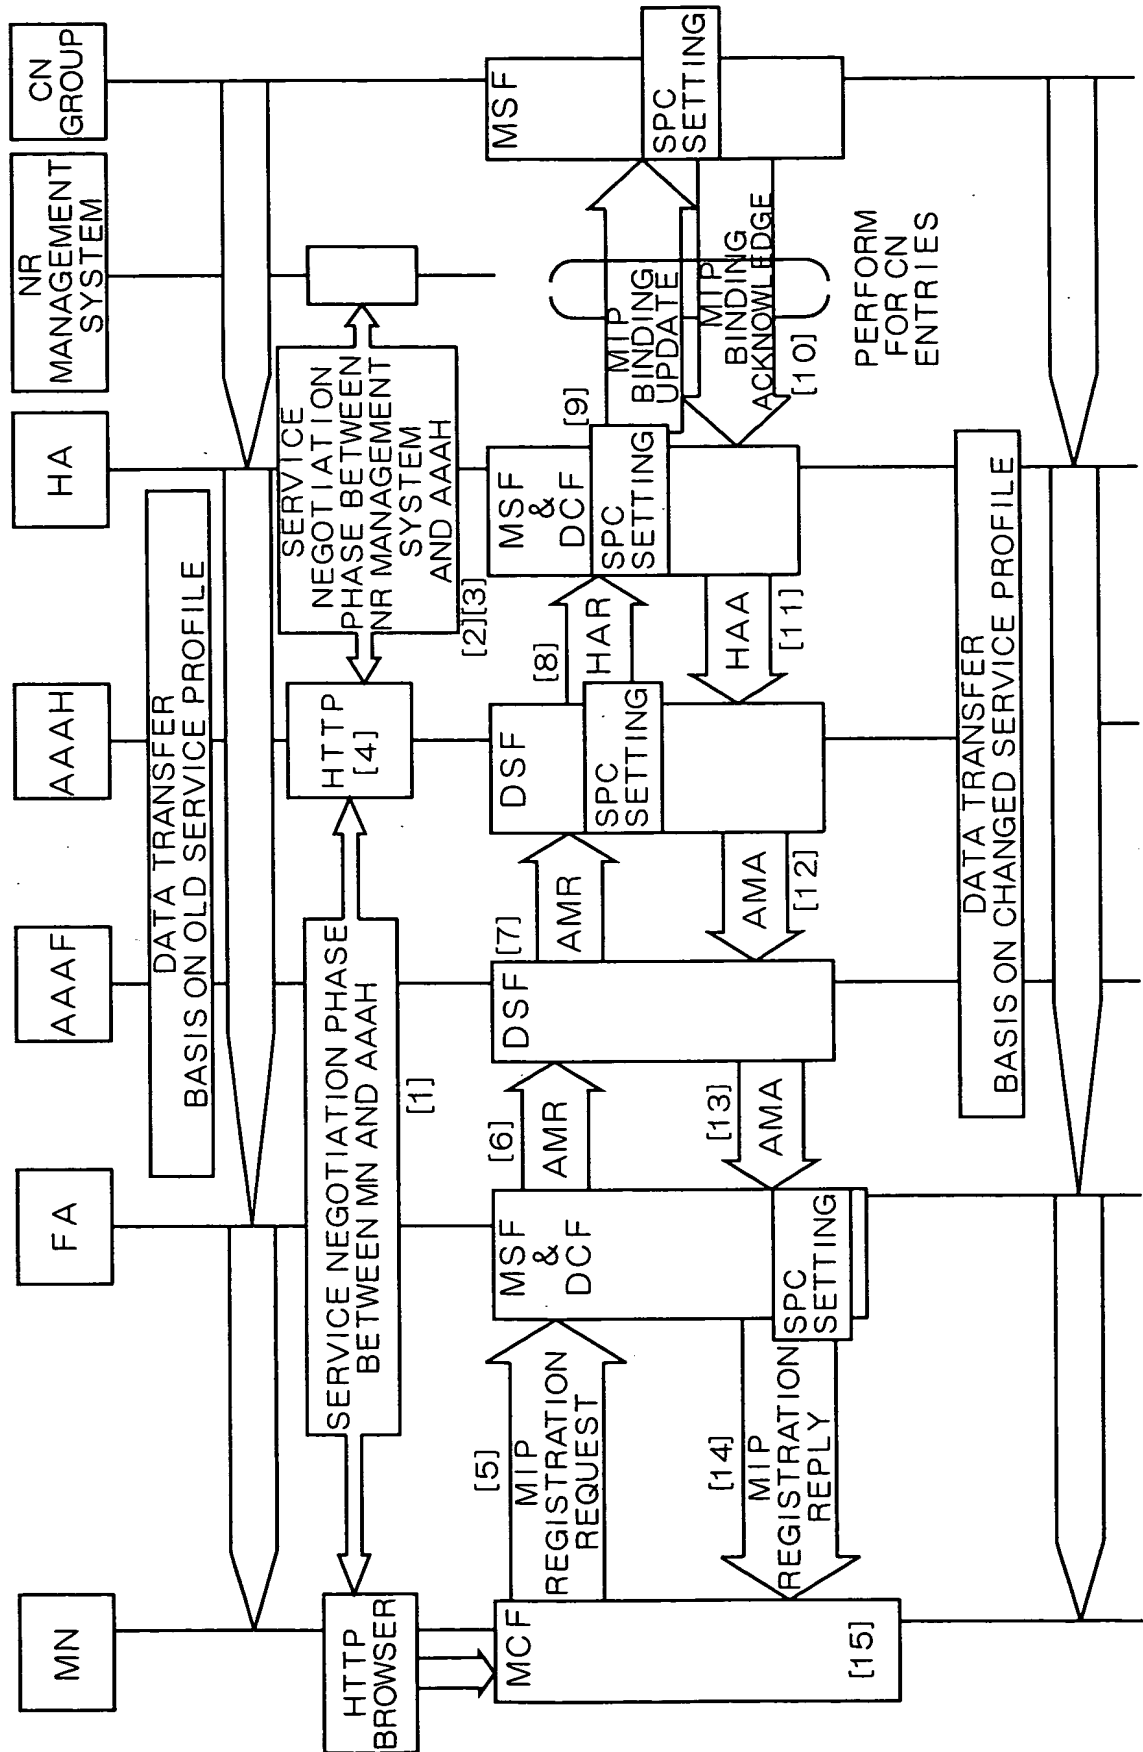 MN
FA
AAAF
AAAH
HA
NR
MANAGEMENT
SYSTEM
CN
GROUP
DATA TRANSFER
BASIS ON OLD SERVICE PROFILE
HTTP
BROWSER
SERVICE NEGOTIATION PHASE
BETWEEN MN AND AAAH
[1]
HTTP
[4]
SERVICE
NEGOTIATION
PHASE BETWEEN
NR MANAGEMENT
SYSTEM
AND AAAH
[2][3]
MCF
[5]
MIP
REGISTRATION
REQUEST
MSF
&
DCF
[6]
AMR
DSF
[7]
AMR
DSF
SPC
SETTING
[8]
HAR
MSF
&
DCF
SPC
SETTING
[9]
MIP
BINDING
UPDATE
MSF
SPC
SETTING
MIP
BINDING
ACKNOWLEDGE
[10]
PERFORM
FOR CN
ENTRIES
HAA
[11]
AMA
[12]
[13]
AMA
SPC
SETTING
[14]
MIP
REGISTRATION
REPLY
[15]
DATA TRANSFER
BASIS ON CHANGED SERVICE PROFILE